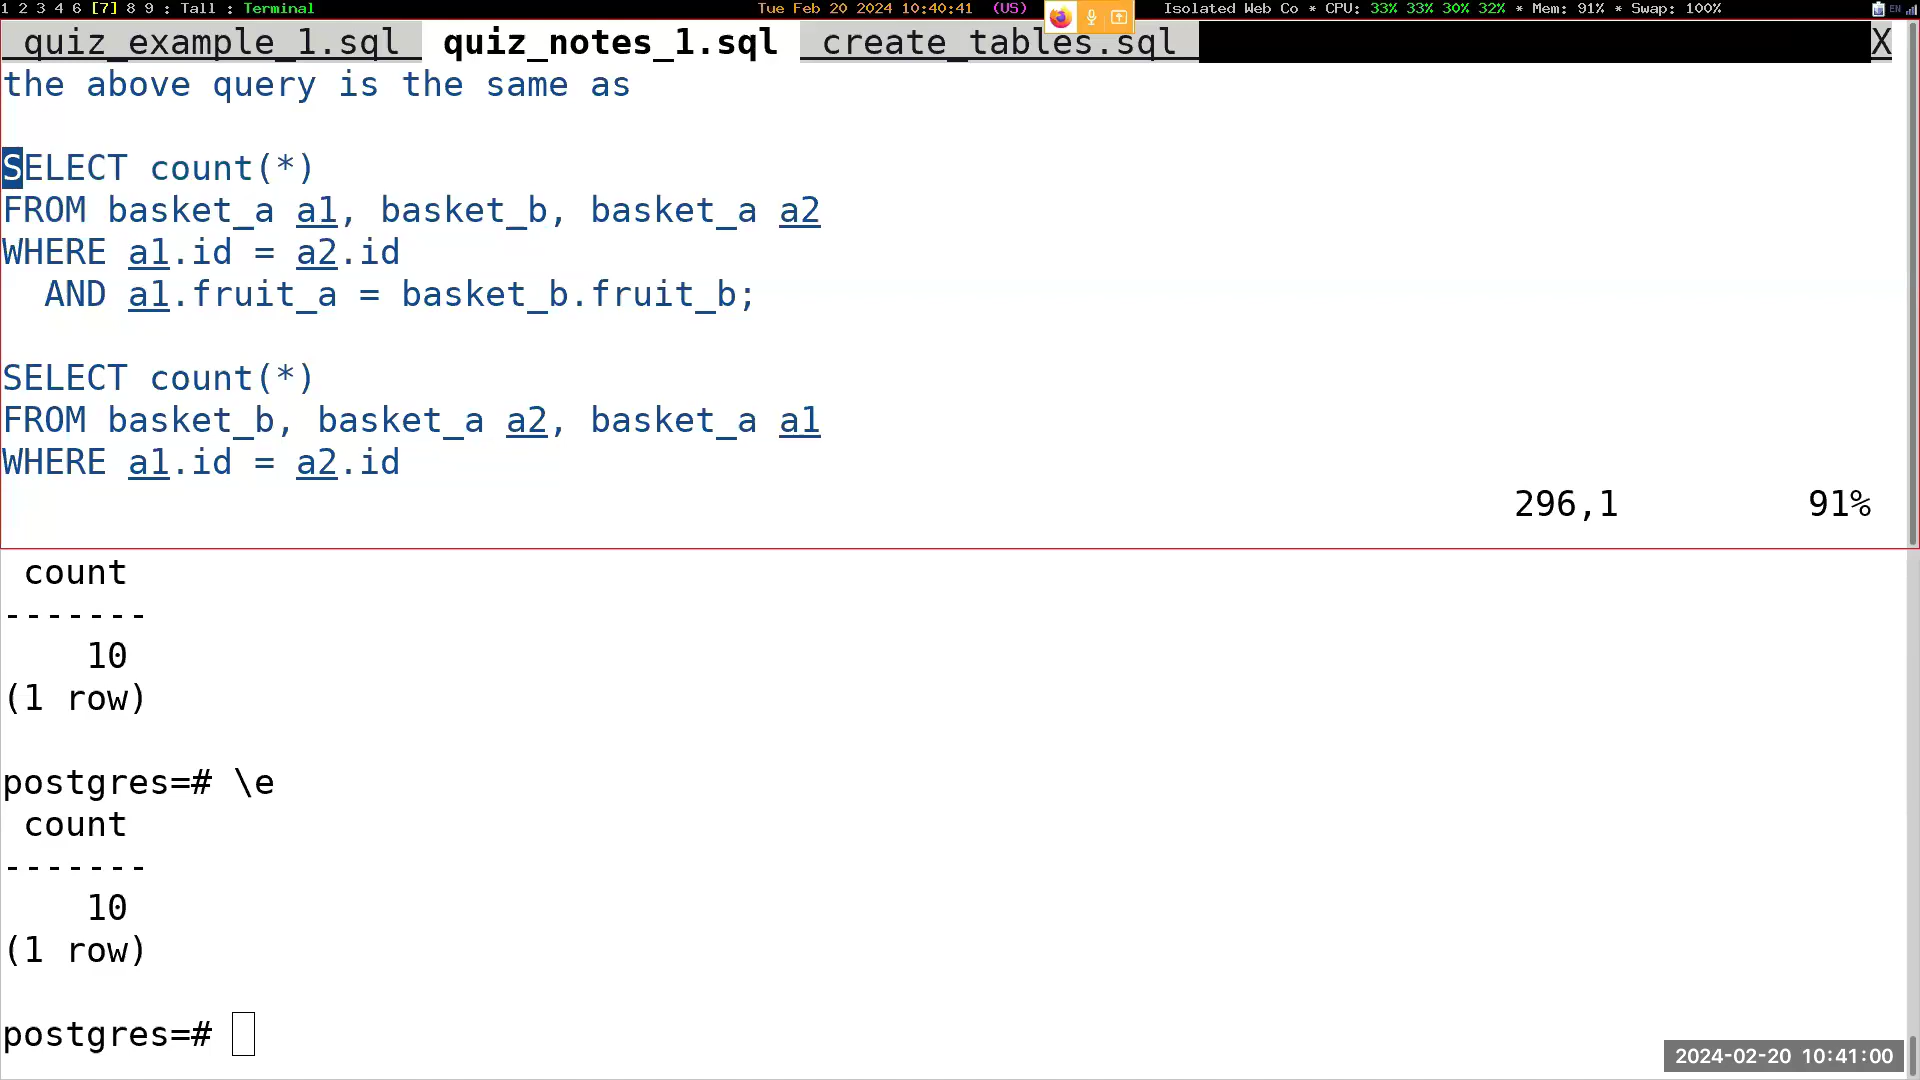 1 2 3 4 6 [7] 8 9 : Tall : Terminal Tue Feb 20 2024 10:40:41 (US) Isolated Web Co * CPU: 33% 33% 30% 32% * Mem: 91% * Swap: 100% EN
quiz_example_1.sql quiz_notes_1.sql create_tables.sql X
the above query is the same as
SELECT count(*)
FROM basket_a a1, basket_b, basket_a a2
WHERE a1.id = a2.id
AND a1.fruit_a = basket_b.fruit_b;
SELECT count(*)
FROM basket_b, basket_a a2, basket_a a1
WHERE a1.id = a2.id
296,1 91%
count
-------
10
(1 row)
postgres=# \e
count
-------
10
(1 row)
postgres=#
2024-02-20 10:41:00